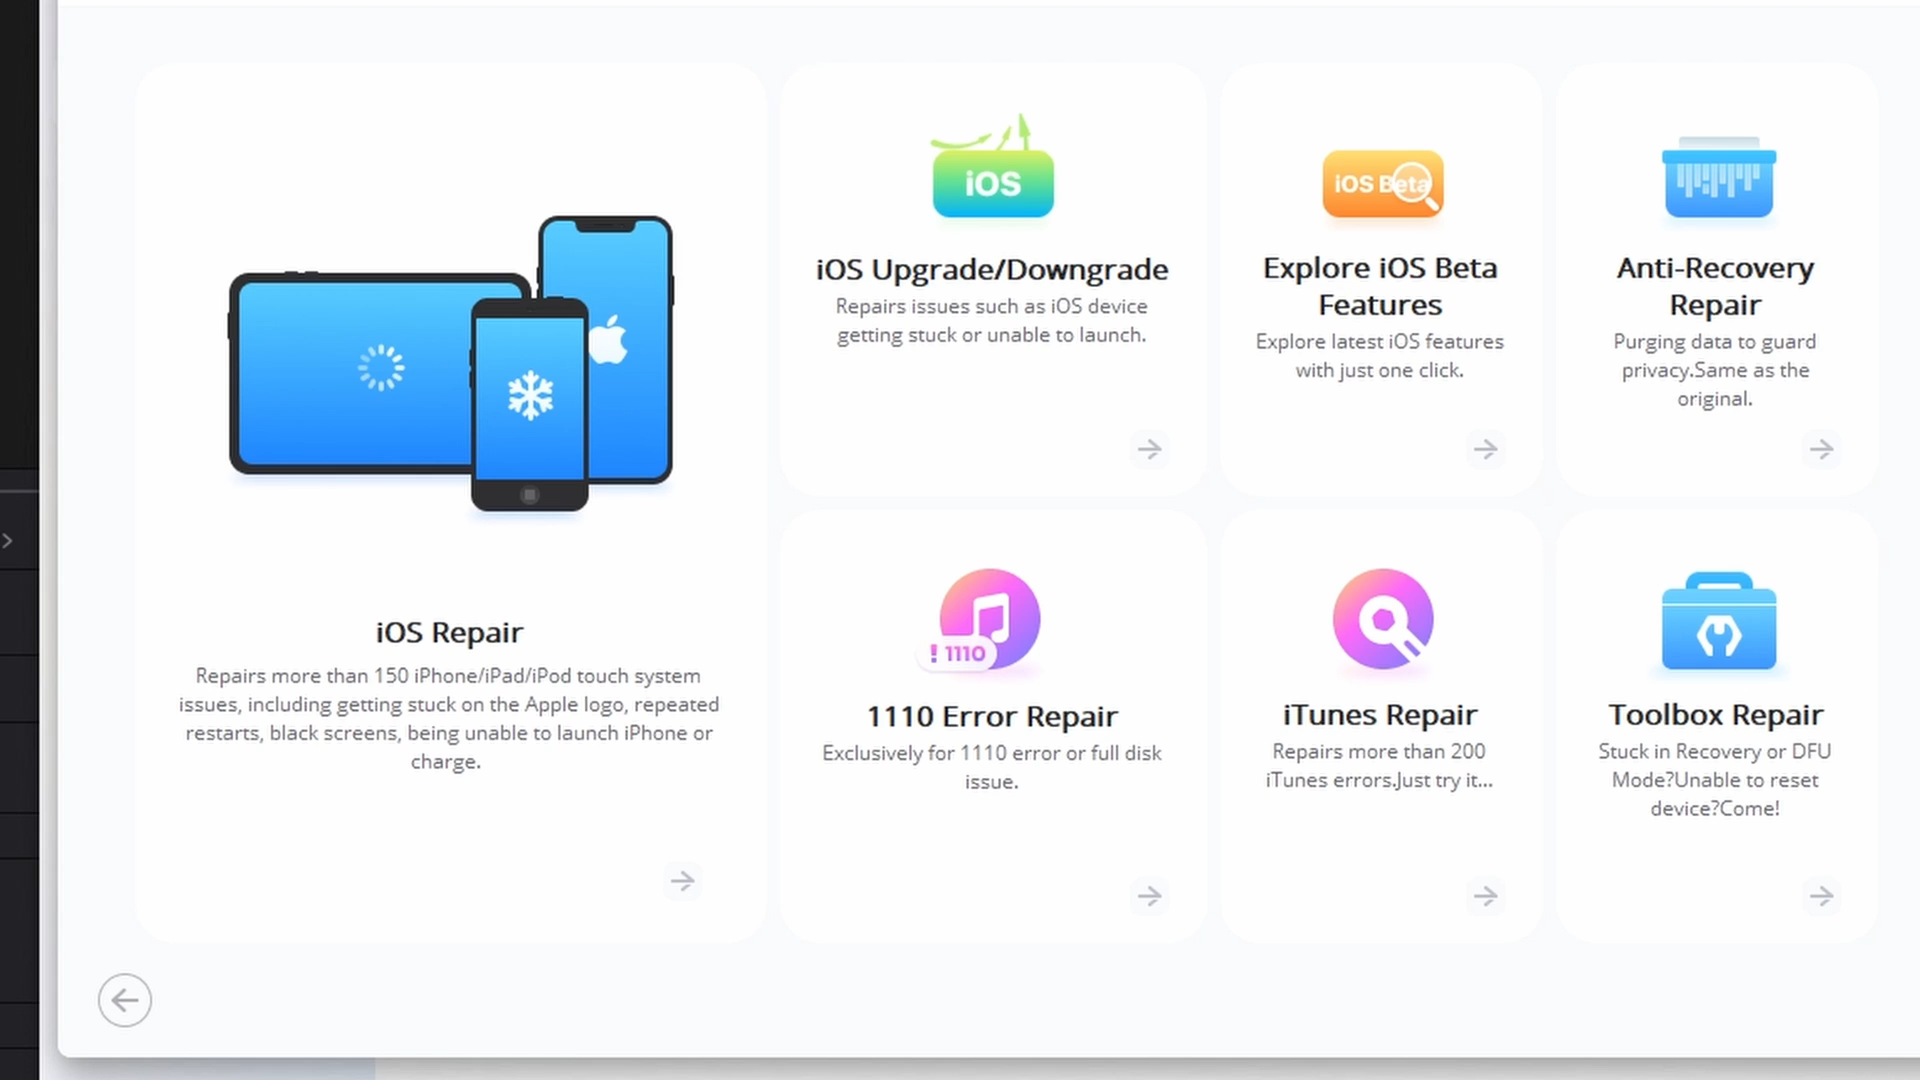 iOS
iOS Upgrade/Downgrade
Repairs issues such as iOS device
getting stuck or unable to launch.
iOS Beta
Explore iOS Beta
Features
Explore latest iOS features
with just one click.
Anti-Recovery
Repair
Purging data to guard
privacy.Same as the
original.
iOS Repair
Repairs more than 150 iPhone/iPad/iPod touch system
issues, including getting stuck on the Apple logo, repeated
restarts, black screens, being unable to launch iPhone or
charge.
! 1110
1110 Error Repair
Exclusively for 1110 error or full disk
issue.
iTunes Repair
Repairs more than 200
iTunes errors.Just try it...
Toolbox Repair
Stuck in Recovery or DFU
Mode?Unable to reset
device?Come!